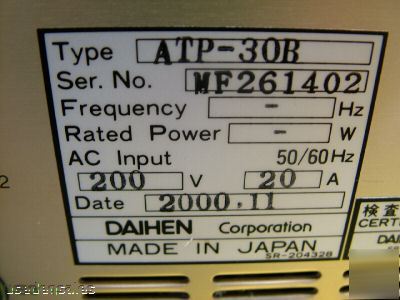 Type ATP-30B
Ser. No. MF261402
Frequency - Hz
Rated Power - W
AC Input 50/60Hz
200 V 20 A
Date 2000.11
DAIHEN Corporation
MADE IN JAPAN
SR-204328
2
検査
CERT
DAI